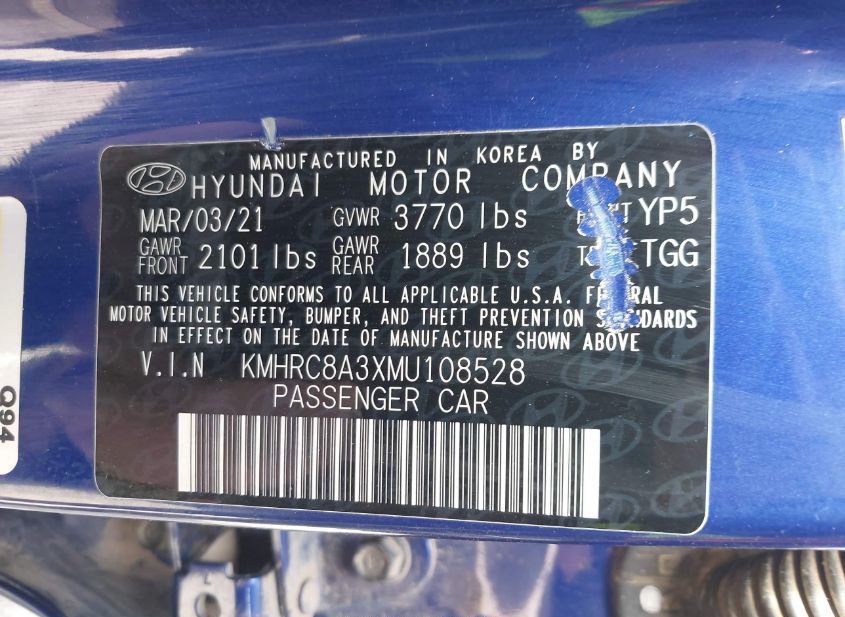 MANUFACTURED IN KOREA BY
HYUNDAI MOTOR COMPANY
MAR/03/21 GVWR 3770 lbs YP5
GAWR FRONT 2101 lbs GAWR REAR 1889 lbs TGG
THIS VEHICLE CONFORMS TO ALL APPLICABLE U.S.A. FEDERAL
MOTOR VEHICLE SAFETY, BUMPER, AND THEFT PREVENTION STANDARDS
IN EFFECT ON THE DATE OF MANUFACTURE SHOWN ABOVE
V.I.N KMHRC8A3XMU108528
PASSENGER CAR
Q94